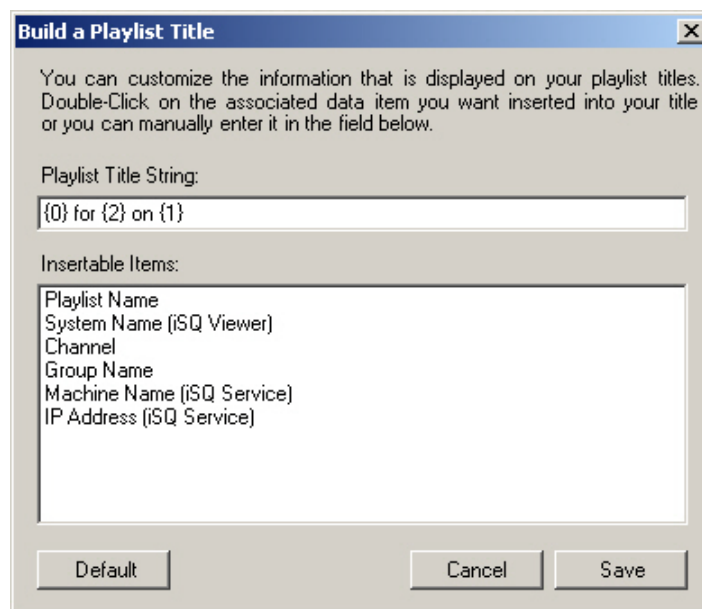 Build a Playlist Title
You can customize the information that is displayed on your playlist titles.
Double-Click on the associated data item you want inserted into your title
or you can manually enter it in the field below.
Playlist Title String:
{0} for {2} on {1}
Insertable Items:
Playlist Name
System Name (iSQ Viewer)
Channel
Group Name
Machine Name (iSQ Service)
IP Address (iSQ Service)
Default
Cancel
Save